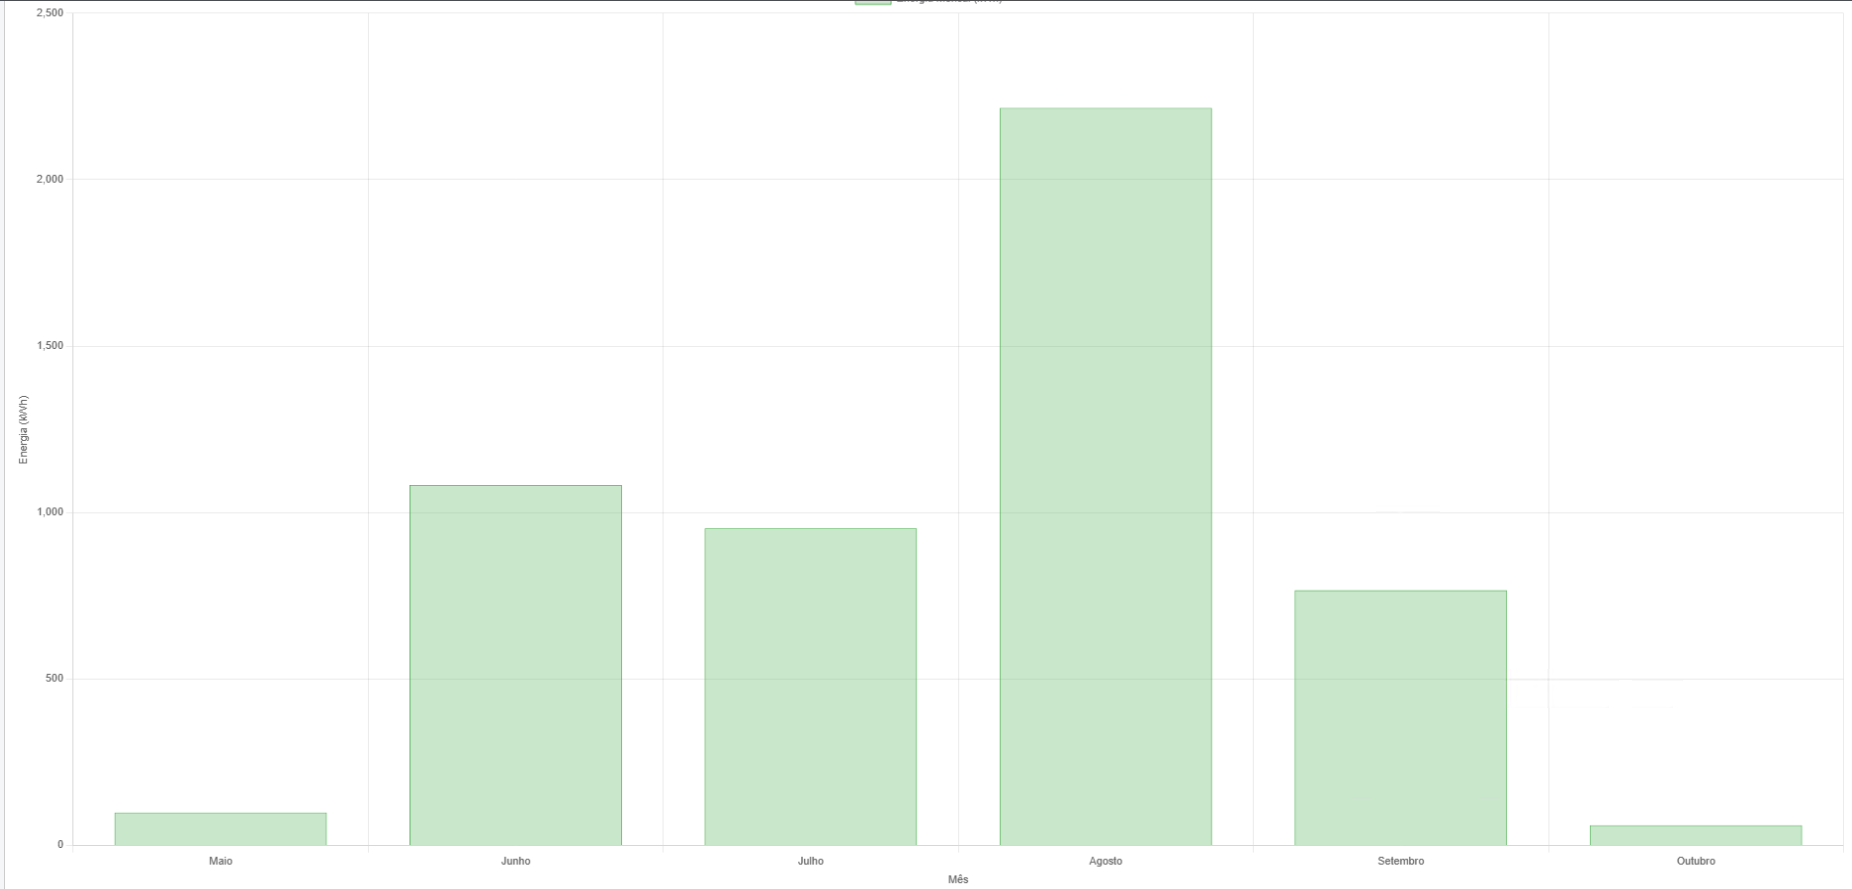 2,500
2,000
1,500
1,000
500
0
Energia (kWh)
Maio
Junho
Julho
Agosto
Setembro
Outubro
Mês